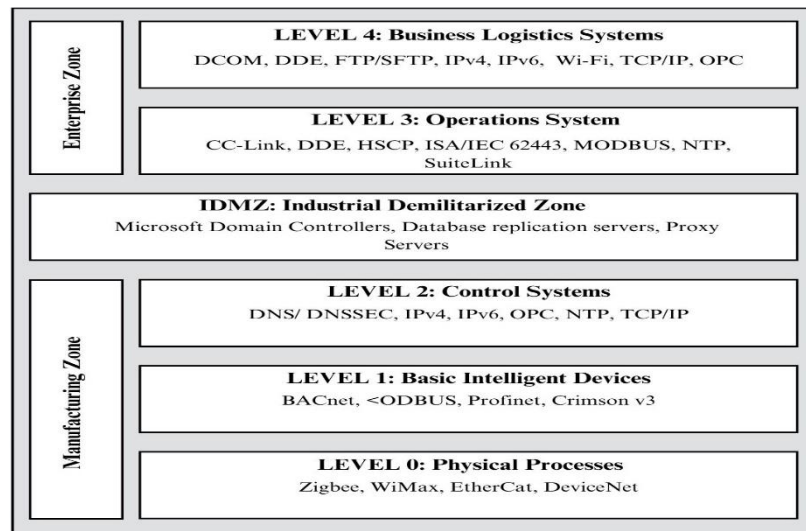 Enterprise Zone
LEVEL 4: Business Logistics Systems
DCOM, DDE, FTP/SFTP, IPv4, IPv6, Wi-Fi, TCP/IP, OPC
LEVEL 3: Operations System
CC-Link, DDE, HSCP, ISA/IEC 62443, MODBUS, NTP,
SuiteLink
IDMZ: Industrial Demilitarized Zone
Microsoft Domain Controllers, Database replication servers, Proxy
Servers
Manufacturing Zone
LEVEL 2: Control Systems
DNS/ DNSSEC, IPv4, IPv6, OPC, NTP, TCP/IP
LEVEL 1: Basic Intelligent Devices
BACnet, <ODBUS, Profinet, Crimson v3
LEVEL 0: Physical Processes
Zigbee, WiMax, EtherCat, DeviceNet